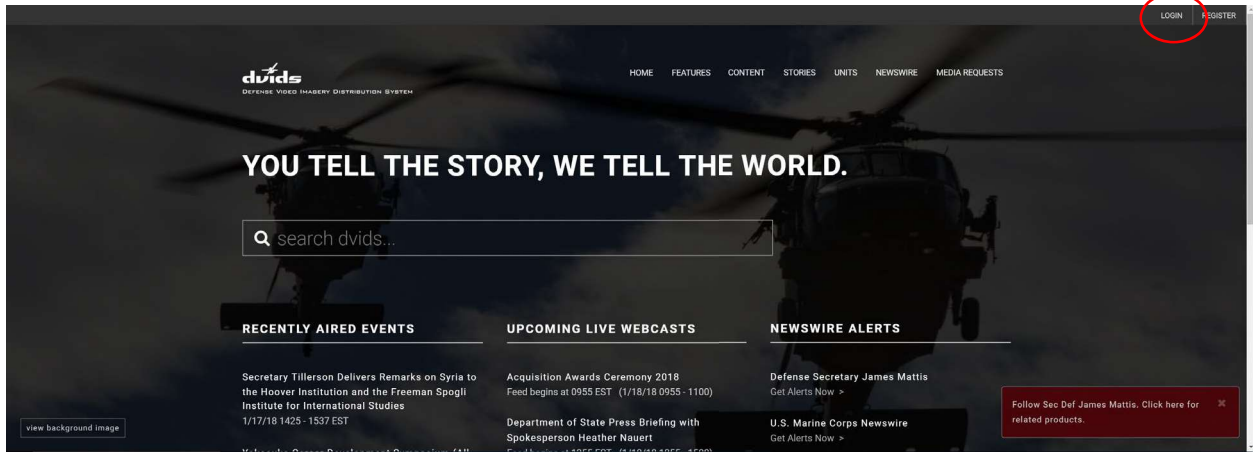 LOGIN REGISTER
dvids
DEFENSE VIDEO IMAGERY DISTRIBUTION SYSTEM
HOME FEATURES CONTENT STORIES UNITS NEWSWIRE MEDIA REQUESTS
YOU TELL THE STORY, WE TELL THE WORLD.
search dvids...
RECENTLY AIRED EVENTS
Secretary Tillerson Delivers Remarks on Syria to
the Hoover Institution and the Freeman Spogli
Institute for International Studies
1/17/18 1425 - 1537 EST
Yokosuka Career Development Symposium (All
UPCOMING LIVE WEBCASTS
Acquisition Awards Ceremony 2018
Feed begins at 0955 EST (1/18/18 0955 - 1100)
Department of State Press Briefing with
Spokesperson Heather Nauert
NEWSWIRE ALERTS
Defense Secretary James Mattis
Get Alerts Now >
U.S. Marine Corps Newswire
Get Alerts Now >
Follow Sec Def James Mattis. Click here for ×
related products.
view background image